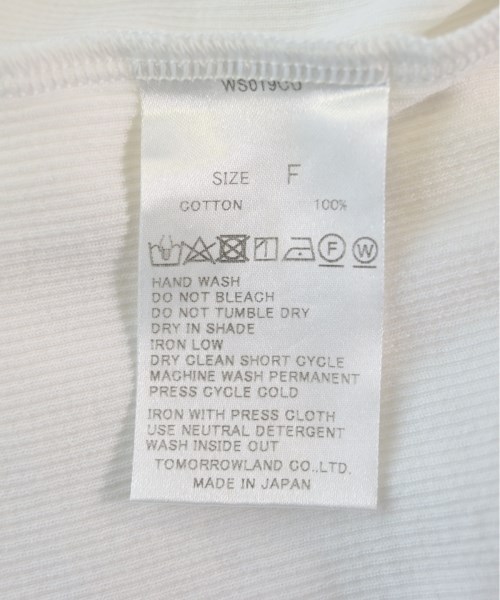 SIZE F
COTTON 100%
F W
HAND WASH
DO NOT BLEACH
DO NOT TUMBLE DRY
DRY IN SHADE
IRON LOW
DRY CLEAN SHORT CYCLE
MACHINE WASH PERMANENT
PRESS CYCLE COLD
IRON WITH PRESS CLOTH
USE NEUTRAL DETERGENT
WASH INSIDE OUT
TOMORROWLAND CO.,LTD.
MADE IN JAPAN